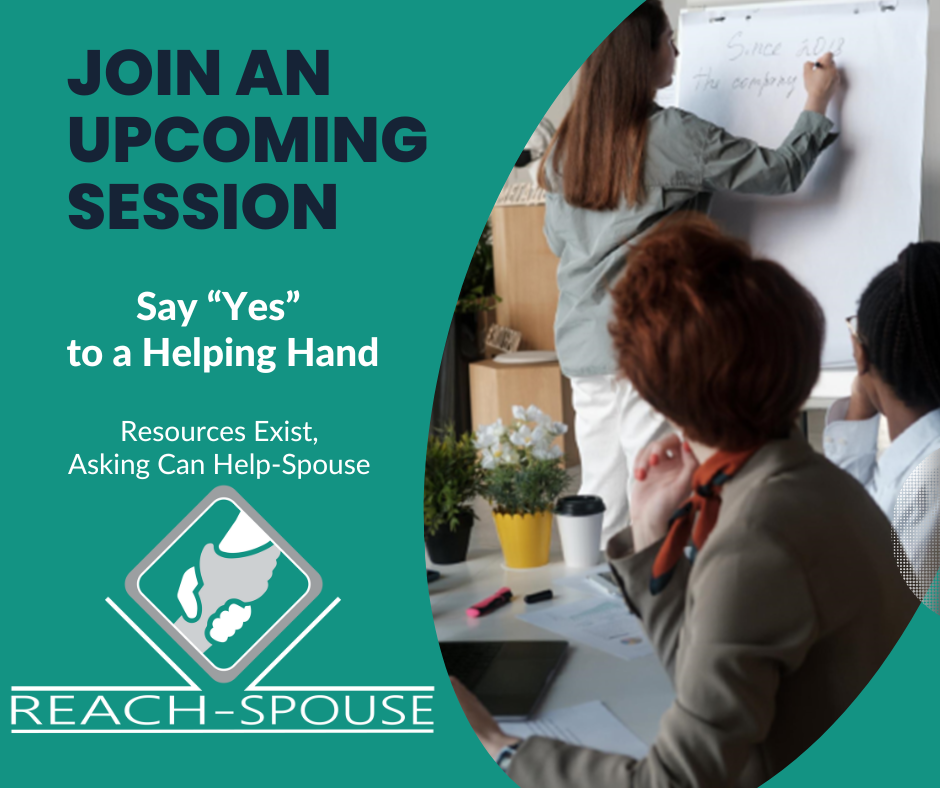 JOIN AN
UPCOMING
SESSION
Say “Yes”
to a Helping Hand
Resources Exist,
Asking Can Help-Spouse
REACH-SPOUSE
Since 2013
the company